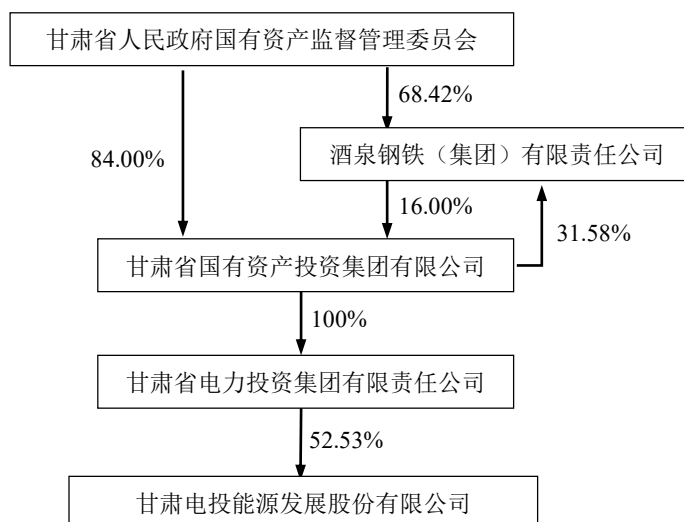 甘肃省人民政府国有资产监督管理委员会
68.42%
酒泉钢铁（集团）有限责任公司
84.00%
16.00%
31.58%
甘肃省国有资产投资集团有限公司
100%
甘肃省电力投资集团有限责任公司
52.53%
甘肃电投能源发展股份有限公司